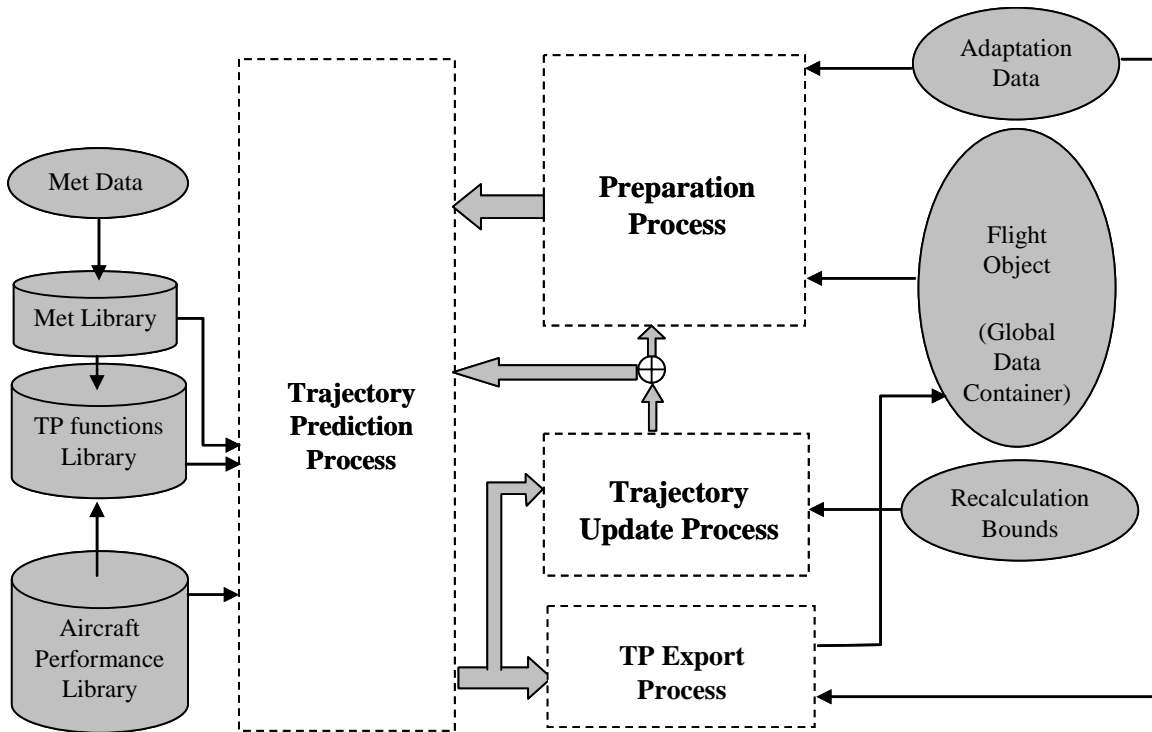 Adaptation
Data
Met Data
Preparation
Process
Flight
Object
(Global
Data
Container)
Met Library
TP functions
Library
Trajectory
Prediction
Process
Trajectory
Update Process
Recalculation
Bounds
Aircraft
Performance
Library
TP Export
Process